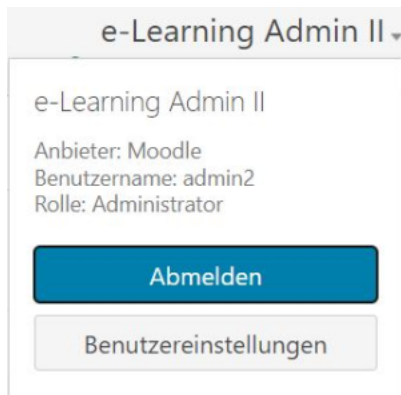 e-Learning Admin II
e-Learning Admin II
Anbieter: Moodle
Benutzername: admin2
Rolle: Administrator
Abmelden
Benutzereinstellungen